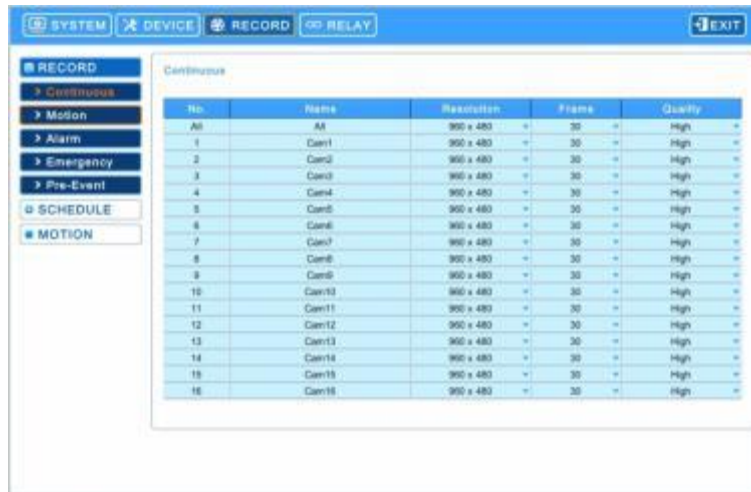 SYSTEM DEVICE RECORD RELAY EXIT
RECORD
Continuous
Motion
Alarm
Emergency
Pre-Event
SCHEDULE
MOTION
Continuous
No. Name Resolution Frame Quality
All All 960 x 480 30 High
1 Cam1 960 x 480 30 High
2 Cam2 960 x 480 30 High
3 Cam3 960 x 480 30 High
4 Cam4 960 x 480 30 High
5 Cam5 960 x 480 30 High
6 Cam6 960 x 480 30 High
7 Cam7 960 x 480 30 High
8 Cam8 960 x 480 30 High
9 Cam9 960 x 480 30 High
10 Cam10 960 x 480 30 High
11 Cam11 960 x 480 30 High
12 Cam12 960 x 480 30 High
13 Cam13 960 x 480 30 High
14 Cam14 960 x 480 30 High
15 Cam15 960 x 480 30 High
16 Cam16 960 x 480 30 High